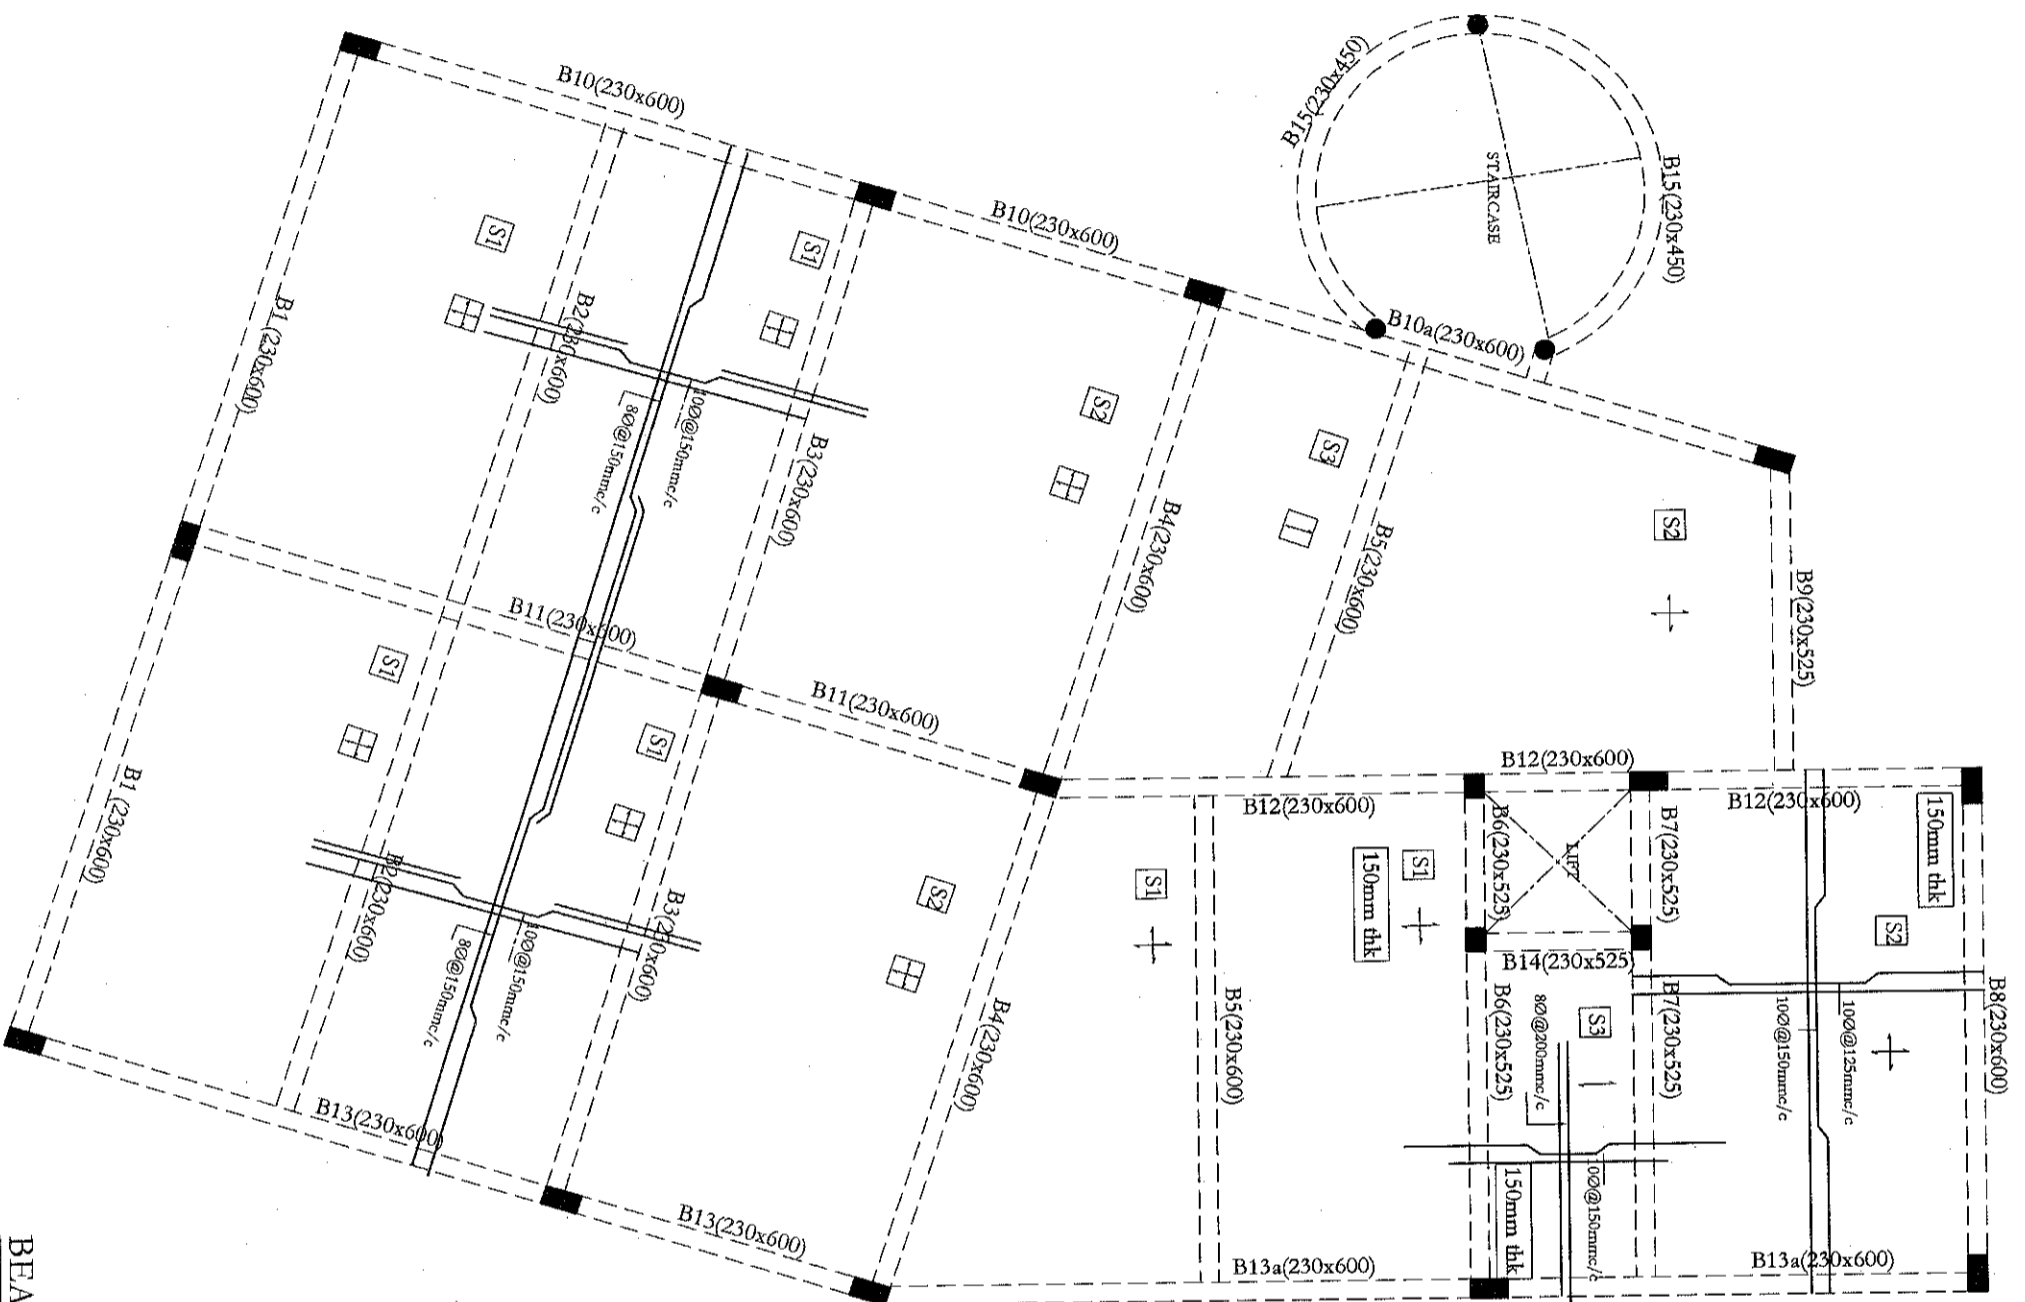 B10(230x600)
B10(230x600)
B15(230x450)
B15(230x450)
STAIRCASE
B10a(230x600)
S1
S1
B1 (230x600)
B2(230x600)
8Ø@150mmc/c
10Ø@150mmc/c
B3(230x600)
S2
S3
B4(230x600)
B5(230x600)
S2
B9(230x525)
B11(230x600)
B11(230x600)
S1
S1
B1 (230x600)
B2(230x600)
8Ø@150mmc/c
10Ø@150mmc/c
B3(230x600)
S2
B4(230x600)
B12(230x600)
B12(230x600)
B12(230x600)
S1
S1
150mm thk
B6(230x525)
LIFT
B7(230x525)
150mm thk
S2
B14(230x525)
B5(230x600)
B6(230x525)
8Ø@200mmc/c
S3
B7(230x525)
10Ø@150mmc/c
10Ø@125mmc/c
B8(230x600)
150mm thk
10Ø@150mmc/c
B13(230x600)
B13(230x600)
B13a(230x600)
B13a(230x600)
BEA